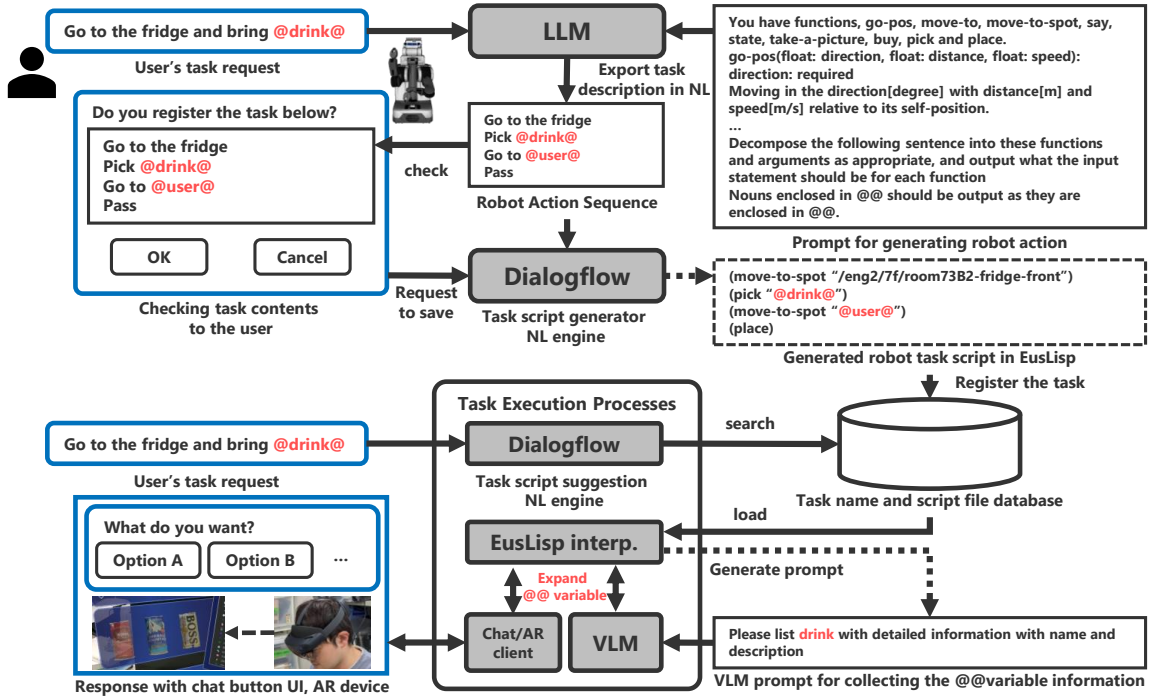 Go to the fridge and bring @drink@
User's task request
LLM
Export task
description in NL
You have functions, go-pos, move-to, move-to-spot, say,
state, take-a-picture, buy, pick and place.
go-pos(float: direction, float: distance, float: speed):
direction: required
Moving in the direction[degree] with distance[m] and
speed[m/s] relative to its self-position.
...
Decompose the following sentence into these functions
and arguments as appropriate, and output what the input
statement should be for each function
Nouns enclosed in @@ should be output as they are
enclosed in @@.
Prompt for generating robot action
Do you register the task below?
Go to the fridge
Pick @drink@
Go to @user@
Pass
OK
Cancel
Checking task contents
to the user
check
Go to the fridge
Pick @drink@
Go to @user@
Pass
Robot Action Sequence
Request
to save
Dialogflow
Task script generator
NL engine
(move-to-spot “/eng2/7f/room73B2-fridge-front”)
(pick “@drink@”)
(move-to-spot “@user@”)
(place)
Generated robot task script in EusLisp
Register the task
Task Execution Processes
Go to the fridge and bring @drink@
User's task request
Dialogflow
Task script suggestion
NL engine
search
Task name and script file database
load
EusLisp interp.
Generate prompt
Expand
@@ variable
Chat/AR
client
VLM
What do you want?
Option A
Option B
...
BOSS
Response with chat button UI, AR device
Please list drink with detailed information with name and
description
VLM prompt for collecting the @@variable information